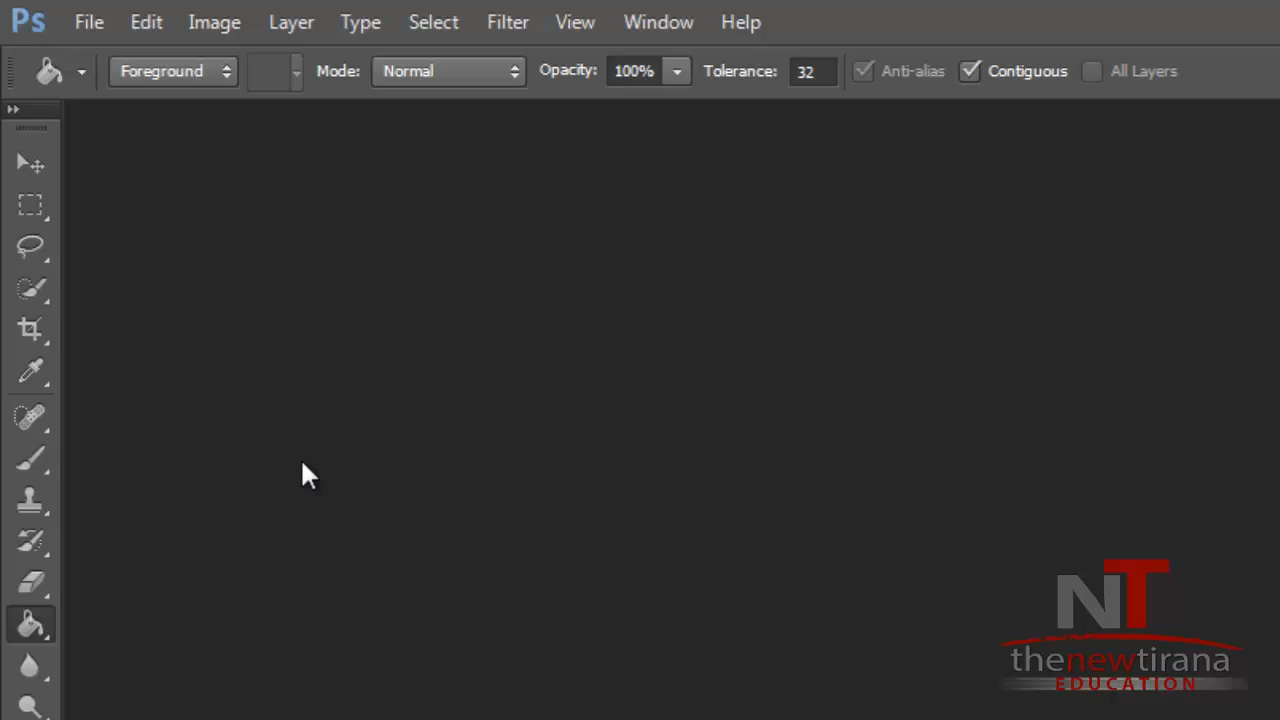 Ps File Edit Image Layer Type Select Filter View Window Help
Foreground Mode: Normal Opacity: 100% Tolerance: 32 Anti-alias Contiguous All Layers
NT
thenewtirana
EDUCATION